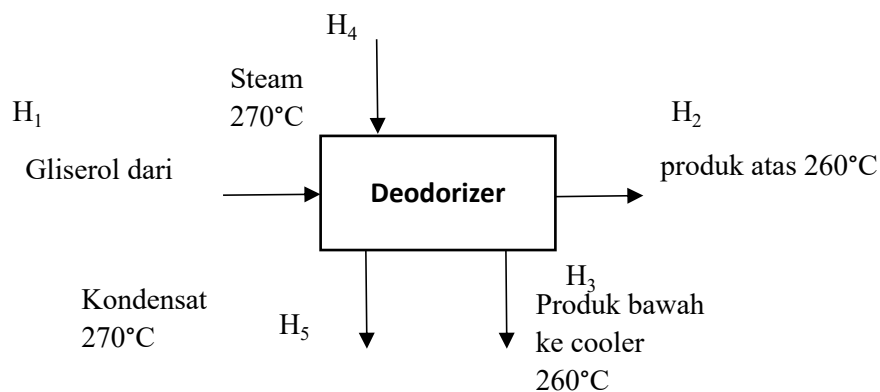 H₄
Steam
270°C
H₁
H₂
Gliserol dari
produk atas 260°C
Deodorizer
H₃
Kondensat
270°C
H₅
Produk bawah
ke cooler
260°C